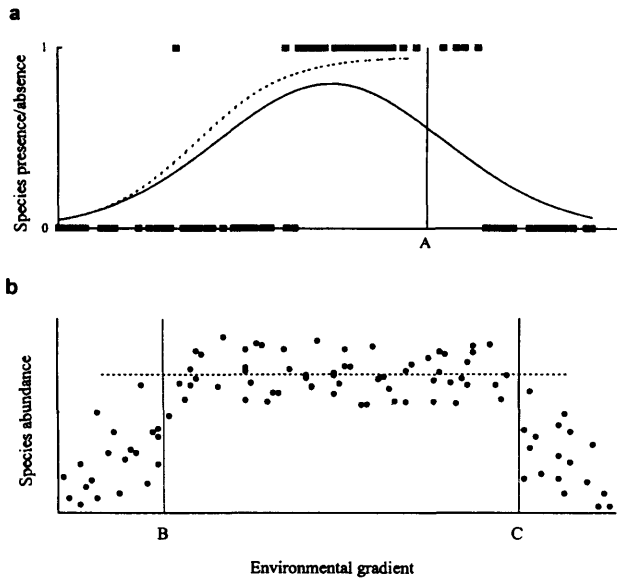 a
1
Species presence/absence
0
A
b
Species abundance
B
C
Environmental gradient